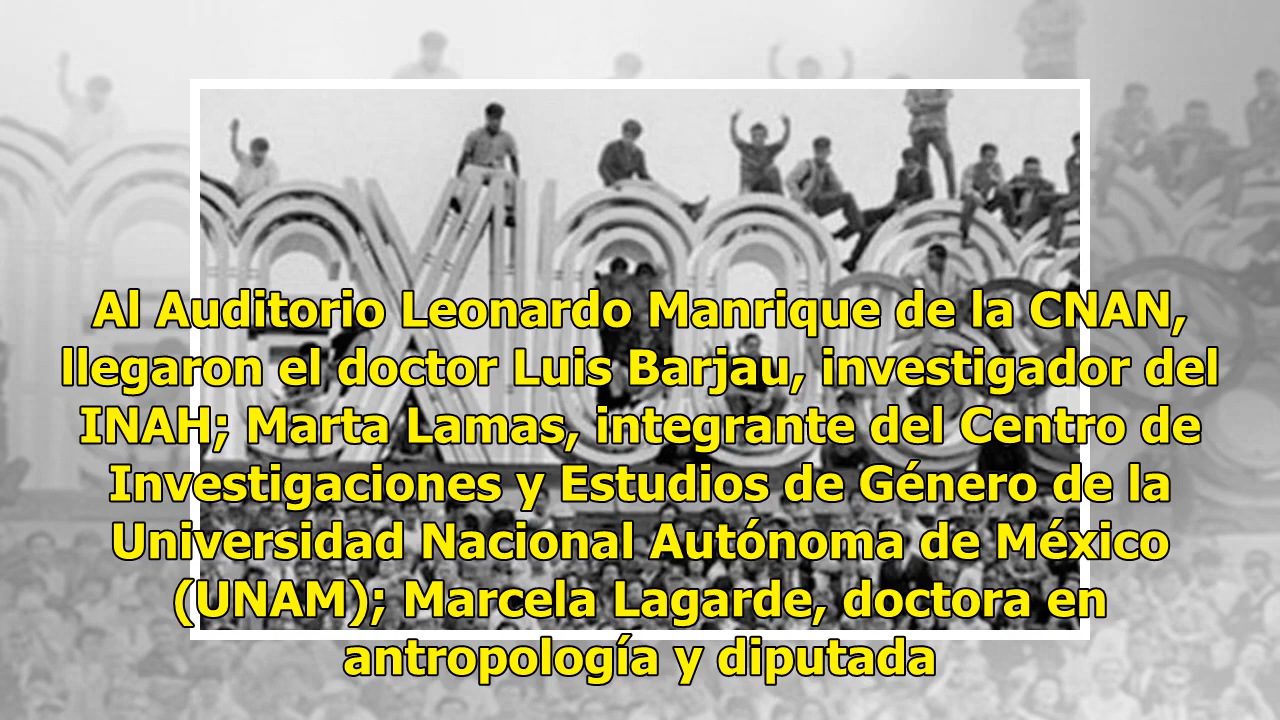 Al Auditorio Leonardo Manrique de la CNAN,
llegaron el doctor Luis Barjau, investigador del
INAH; Marta Lamas, integrante del Centro de
Investigaciones y Estudios de Género de la
Universidad Nacional Autónoma de México
(UNAM); Marcela Lagarde, doctora en
antropología y diputada